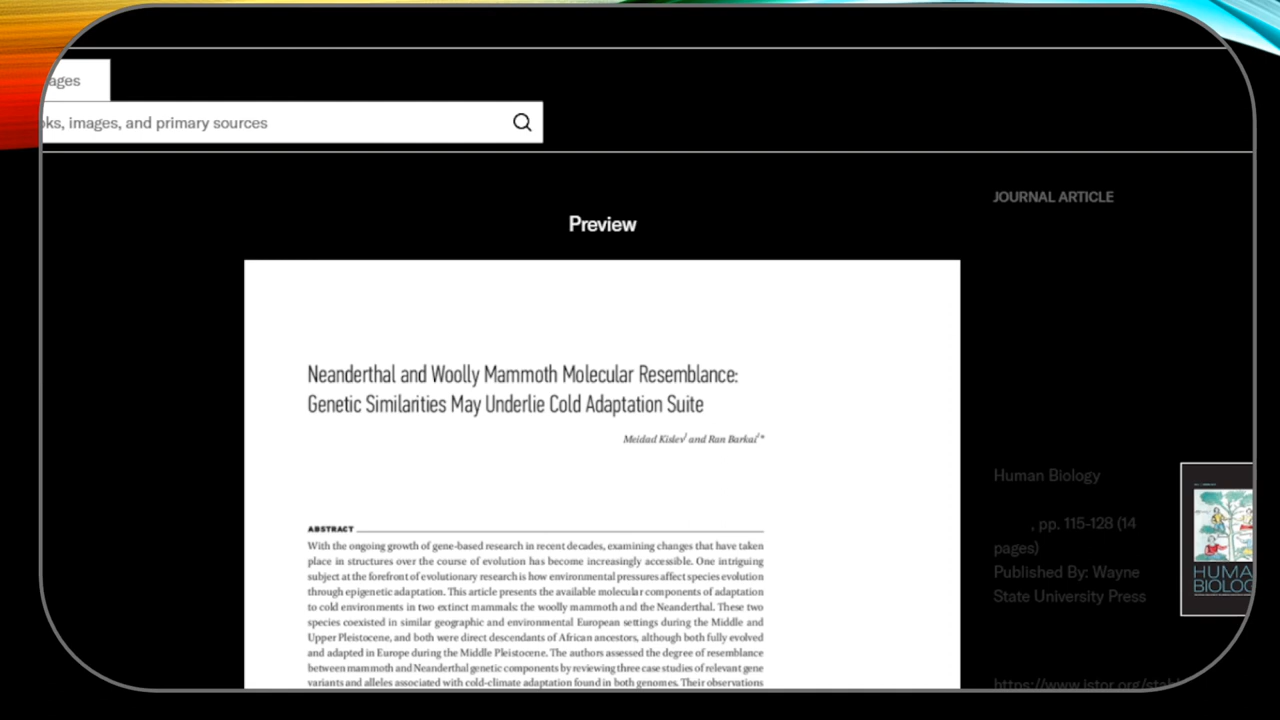 ages
oks, images, and primary sources
JOURNAL ARTICLE
Preview
Neanderthal and Woolly Mammoth Molecular Resemblance:
Genetic Similarities May Underlie Cold Adaptation Suite
Meidad Kislev¹ and Ran Barkai¹*
ABSTRACT
With the ongoing growth of gene-based research in recent decades, examining changes that have taken
place in structures over the course of evolution has become increasingly accessible. One intriguing
subject at the forefront of evolutionary research is how environmental pressures affect species evolution
through epigenetic adaptation. This article presents the available molecular components of adaptation
to cold environments in two extinct mammals: the woolly mammoth and the Neanderthal. These two
species coexisted in similar geographic and environmental European settings during the Middle and
Upper Pleistocene, and both were direct descendants of African ancestors, although both fully evolved
and adapted in Europe during the Middle Pleistocene. The authors assessed the degree of resemblance
between mammoth and Neanderthal genetic components by reviewing three case studies of relevant gene
variants and alleles associated with cold-climate adaptation found in both genomes. Their observations
Human Biology
, pp. 115-128 (14
pages)
Published By: Wayne
State University Press
HUMA
BIOLOG
https://www.jstor.org/stabl